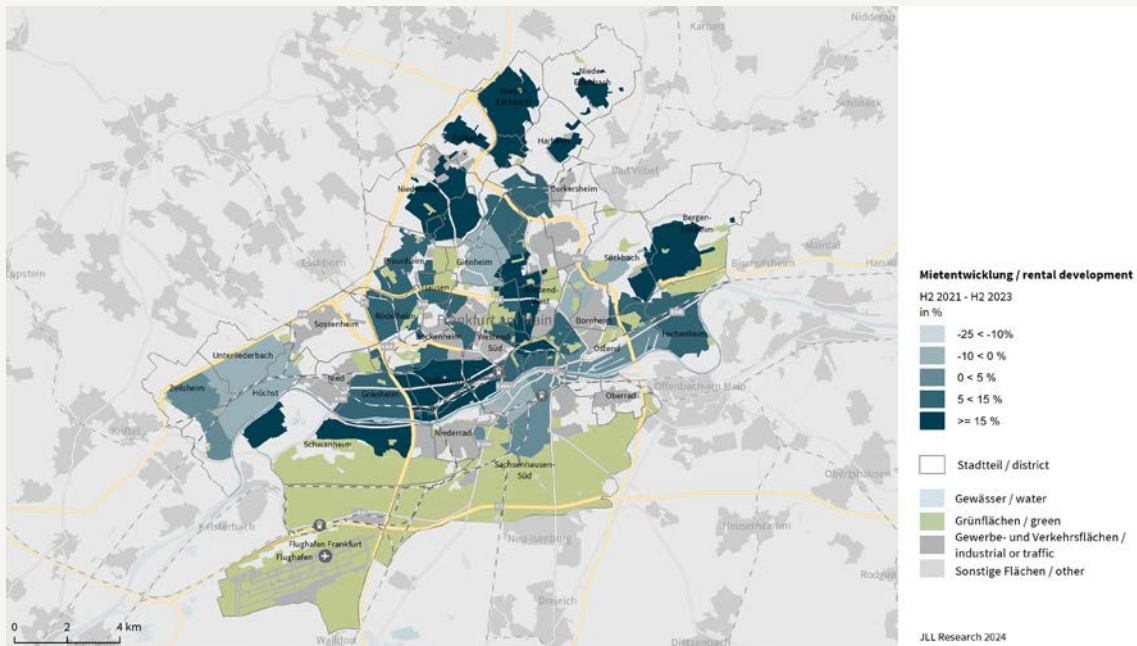 Nidderau
Karben
Nieder-
Eschbach
Schöneck
Harheim
Bad Vilbel
Berkersheim
Bergen-
Enkheim
Maintal
Bischofsheim
Hanau
Eschborn
Eppstein
Praunheim
Ginnheim
Seckbach
Hausen
Rödelheim
Sossenheim
Frankfurt am Main
Bornheim
Bockenheim
Westend-
Süd
Ostend
Fechenheim
Unterliederbach
Zeilsheim
Höchst
Nied
Griesheim
Offenbach am Main
Oberrad
Kriftel
Niederrad
Schwanheim
Sachsenhausen-
Süd
Obertshausen
Kelsterbach
Heusenstamm
Neu-Isenburg
Flughafen Frankfurt
Flughafen
Dreieich
Walldorf
Dietzenbach
0 2 4 km
Mietentwicklung / rental development
H2 2021 - H2 2023
in %
-25 < -10%
-10 < 0 %
0 < 5 %
5 < 15 %
>= 15 %
Stadtteil / district
Gewässer / water
Grünflächen / green
Gewerbe- und Verkehrsflächen /
industrial or traffic
Sonstige Flächen / other
JLL Research 2024